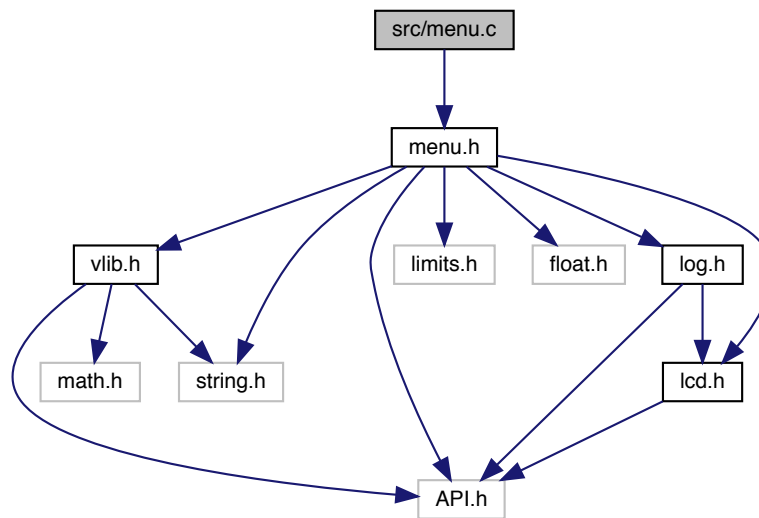 src/menu.c
menu.h
vlib.h
limits.h
float.h
log.h
math.h
string.h
lcd.h
API.h